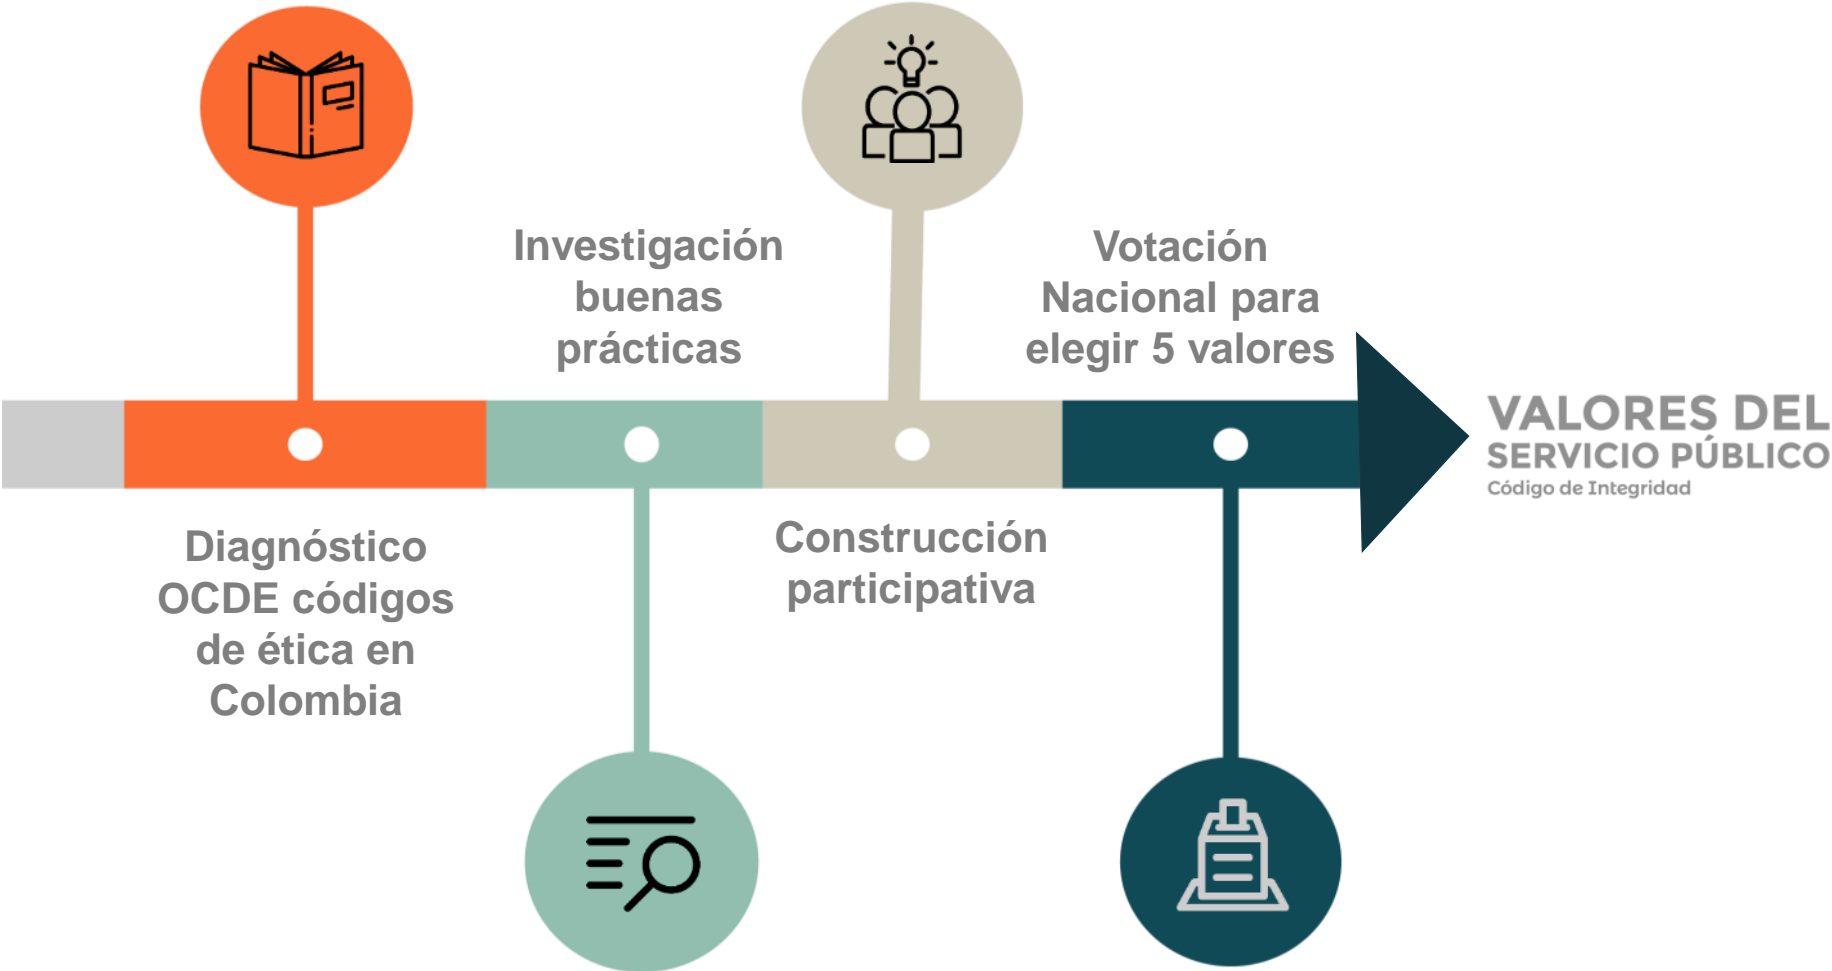 Diagnóstico
OCDE códigos
de ética en
Colombia
Investigación
buenas
prácticas
Construcción
participativa
Votación
Nacional para
elegir 5 valores
VALORES DEL
SERVICIO PÚBLICO
Código de Integridad